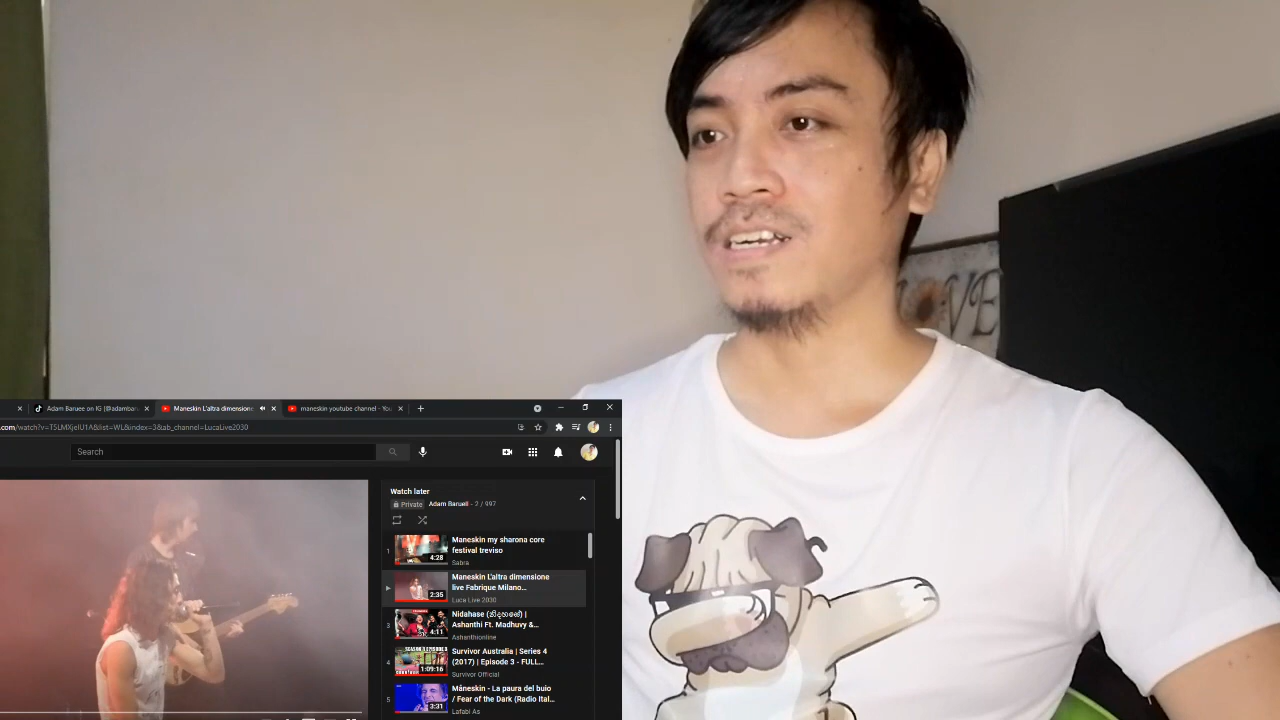 Adam Baruee on IG (@adambar
Maneskin L'altra dimensione
maneskin youtube channel - You
.com/watch?v=T5LMXjelU1A&list=WL&index=3&ab_channel=LucaLive2030
Search
Watch later
Private Adam Baruell - 2 / 997
1 Maneskin my sharona core
festival treviso
4:28
Sabra
Maneskin L'altra dimensione
live Fabrique Milano...
2:35
Luca Live 2030
3 Nidahase (නිදහසේ) |
Ashanthi Ft. Madhuvy &...
4:11
Ashanthionline
4 Survivor Australia | Series 4
(2017) | Episode 3 - FULL...
1:09:16
Survivor Official
5 Måneskin - La paura del buio
/ Fear of the Dark (Radio Ital...
3:31
Lafabi As
OVE